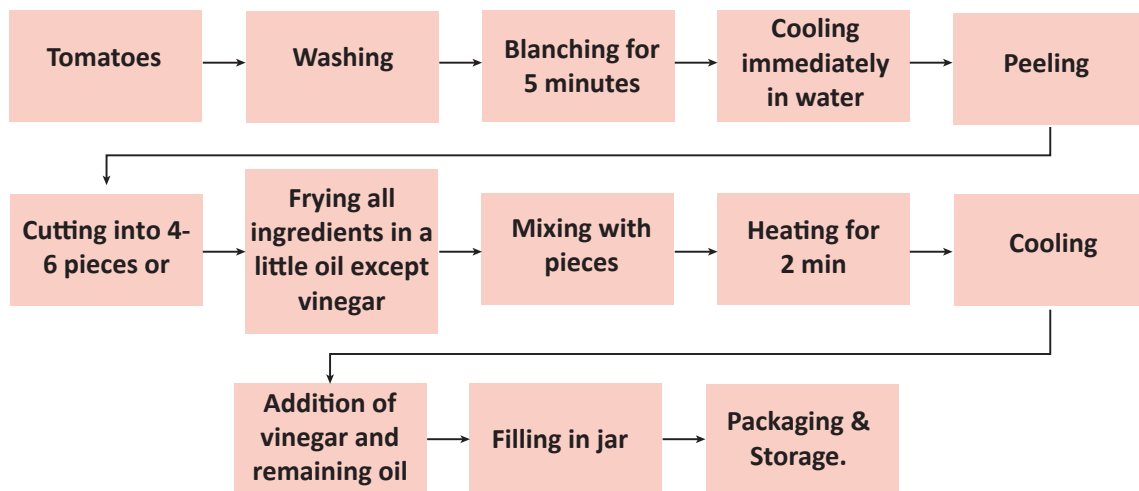 Tomatoes
Washing
Blanching for
5 minutes
Cooling
immediately
in water
Peeling
Cutting into 4-
6 pieces or
Frying all
ingredients in a
little oil except
vinegar
Mixing with
pieces
Heating for
2 min
Cooling
Addition of
vinegar and
remaining oil
Filling in jar
Packaging &
Storage.